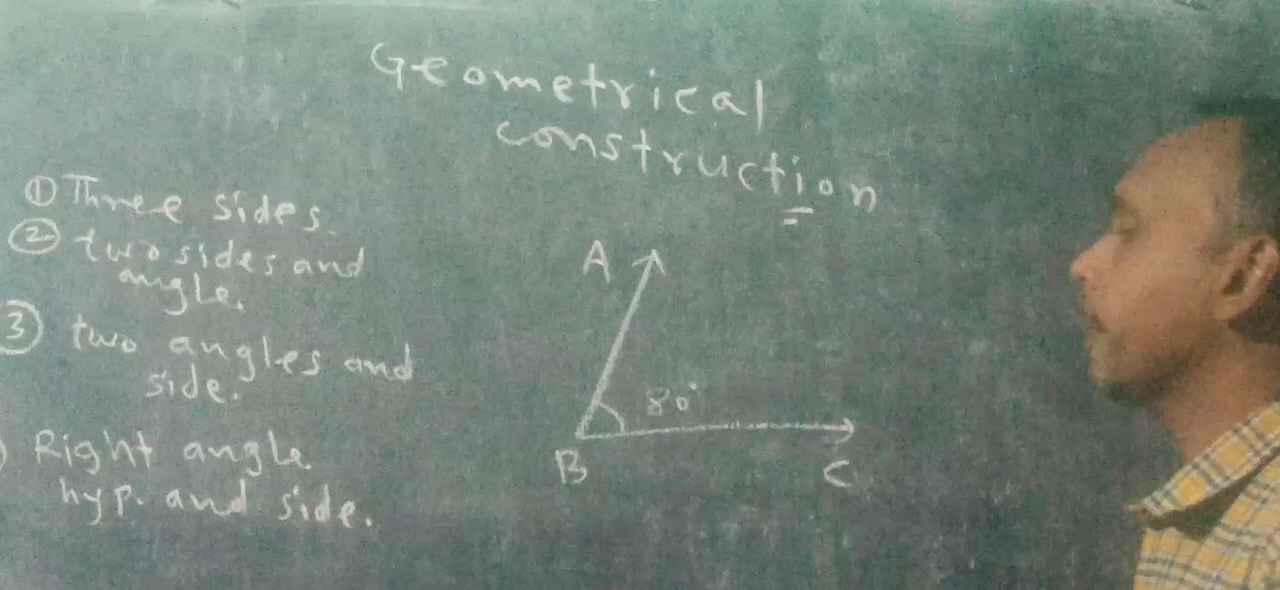 Geometrical
construction
① Three sides.
② two sides and
angle.
③ two angles and
side.
) Right angle
hyp. and side.
A
80°
B
C